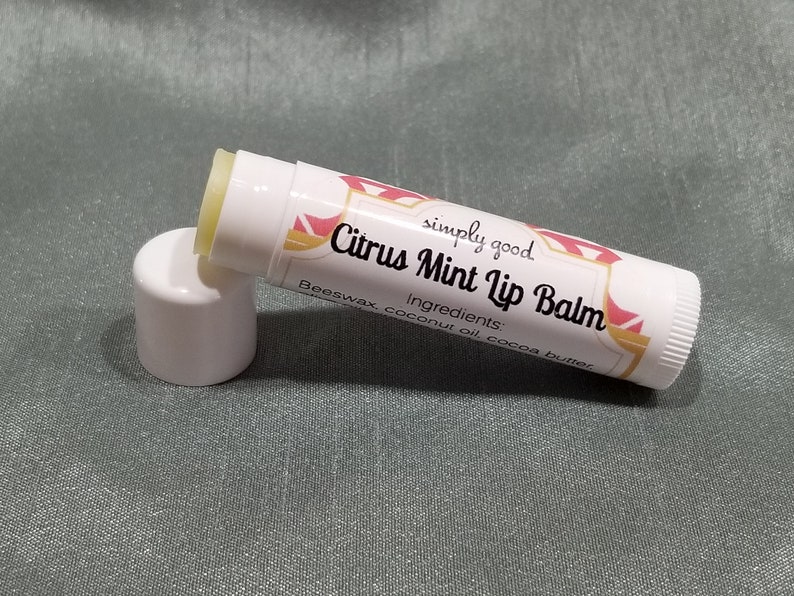 simply good
Citrus Mint Lip Balm
Ingredients:
Beeswax, coconut oil, cocoa butter,